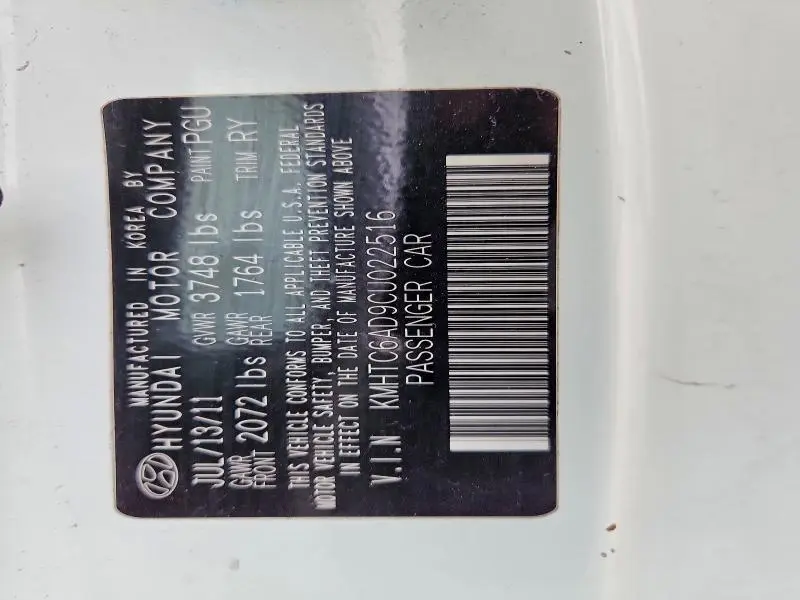 MANUFACTURED IN KOREA BY
HYUNDAI MOTOR COMPANY
JUL/13/11 GVWR 3748 lbs PAINT PGU
GAWR FRONT 2072 lbs GAWR REAR 1764 lbs TRIM RY
THIS VEHICLE CONFORMS TO ALL APPLICABLE U.S.A. FEDERAL
MOTOR VEHICLE SAFETY, BUMPER, AND THEFT PREVENTION STANDARDS
IN EFFECT ON THE DATE OF MANUFACTURE SHOWN ABOVE
V.I.N KMHTC6AD9CU022516
PASSENGER CAR